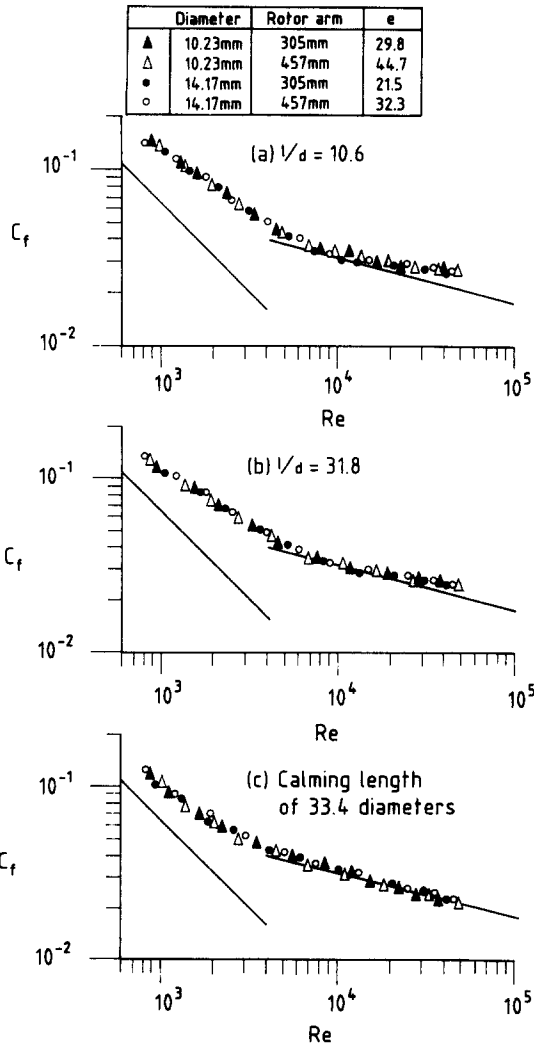 Diameter Rotor arm e
▲ 10.23mm 305mm 29.8
△ 10.23mm 457mm 44.7
● 14.17mm 305mm 21.5
○ 14.17mm 457mm 32.3
(a) l/d = 10.6
10⁻¹
C_f
10⁻²
10³ 10⁴ 10⁵
Re
(b) l/d = 31.8
10⁻¹
C_f
10⁻²
10³ 10⁴ 10⁵
Re
(c) Calming length
of 33.4 diameters
10⁻¹
C_f
10⁻²
10³ 10⁴ 10⁵
Re